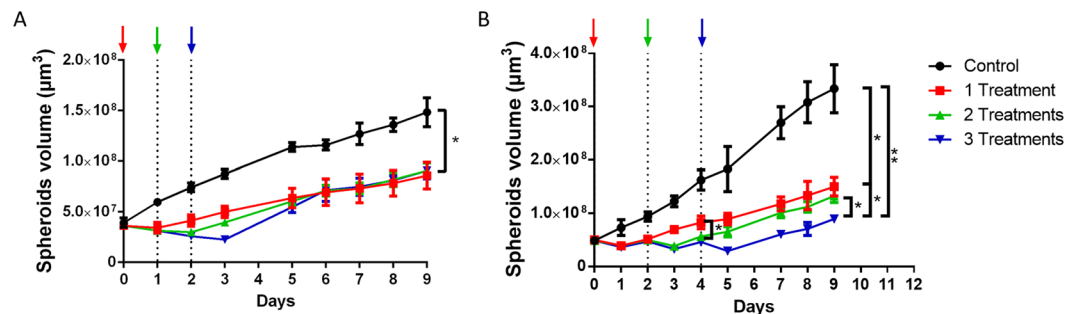 A
Spheroids volume (µm³)
2.0×10⁸
1.5×10⁸
1.0×10⁸
5.0×10⁷
0
0 1 2 3 4 5 6 7 8 9
Days
*
B
Spheroids volume (µm³)
4.0×10⁸
3.0×10⁸
2.0×10⁸
1.0×10⁸
0
0 1 2 3 4 5 6 7 8 9 10 11 12
Days
*
*
*
*
**
Control
1 Treatment
2 Treatments
3 Treatments